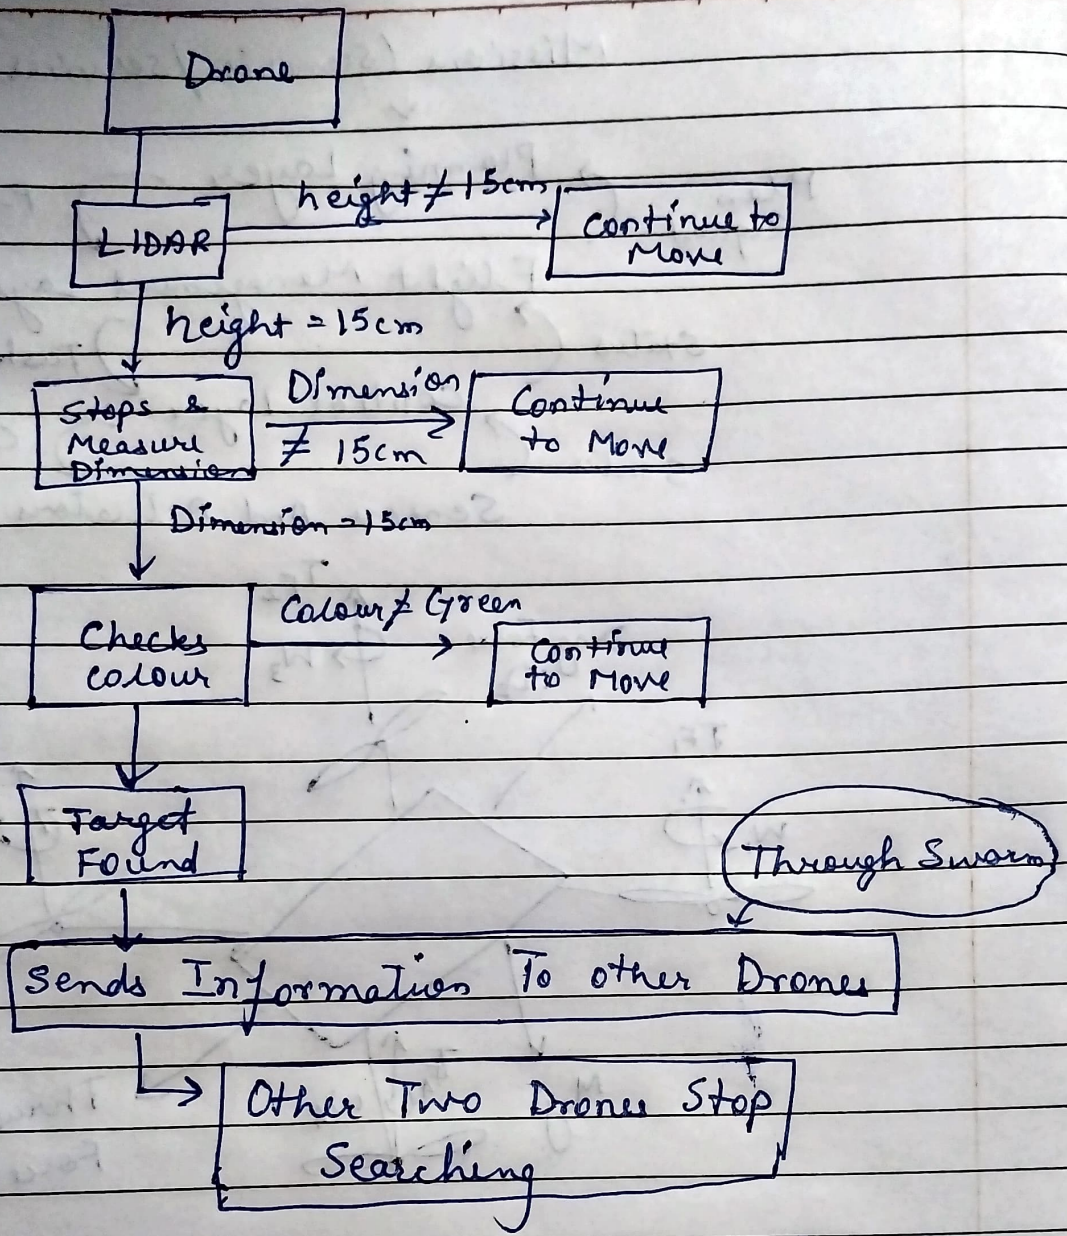 Drone
height ≠ 15cm
LIDAR
Continue to
Move
height = 15cm
Stops &
Measure
Dimension
Dimension
≠ 15cm
Continue
to Move
Dimension = 15cm
Checks
colour
Colour ≠ Green
Continue
to Move
Target
Found
Through Swarm
Sends Information To other Drones
Other Two Drones Stop
Searching